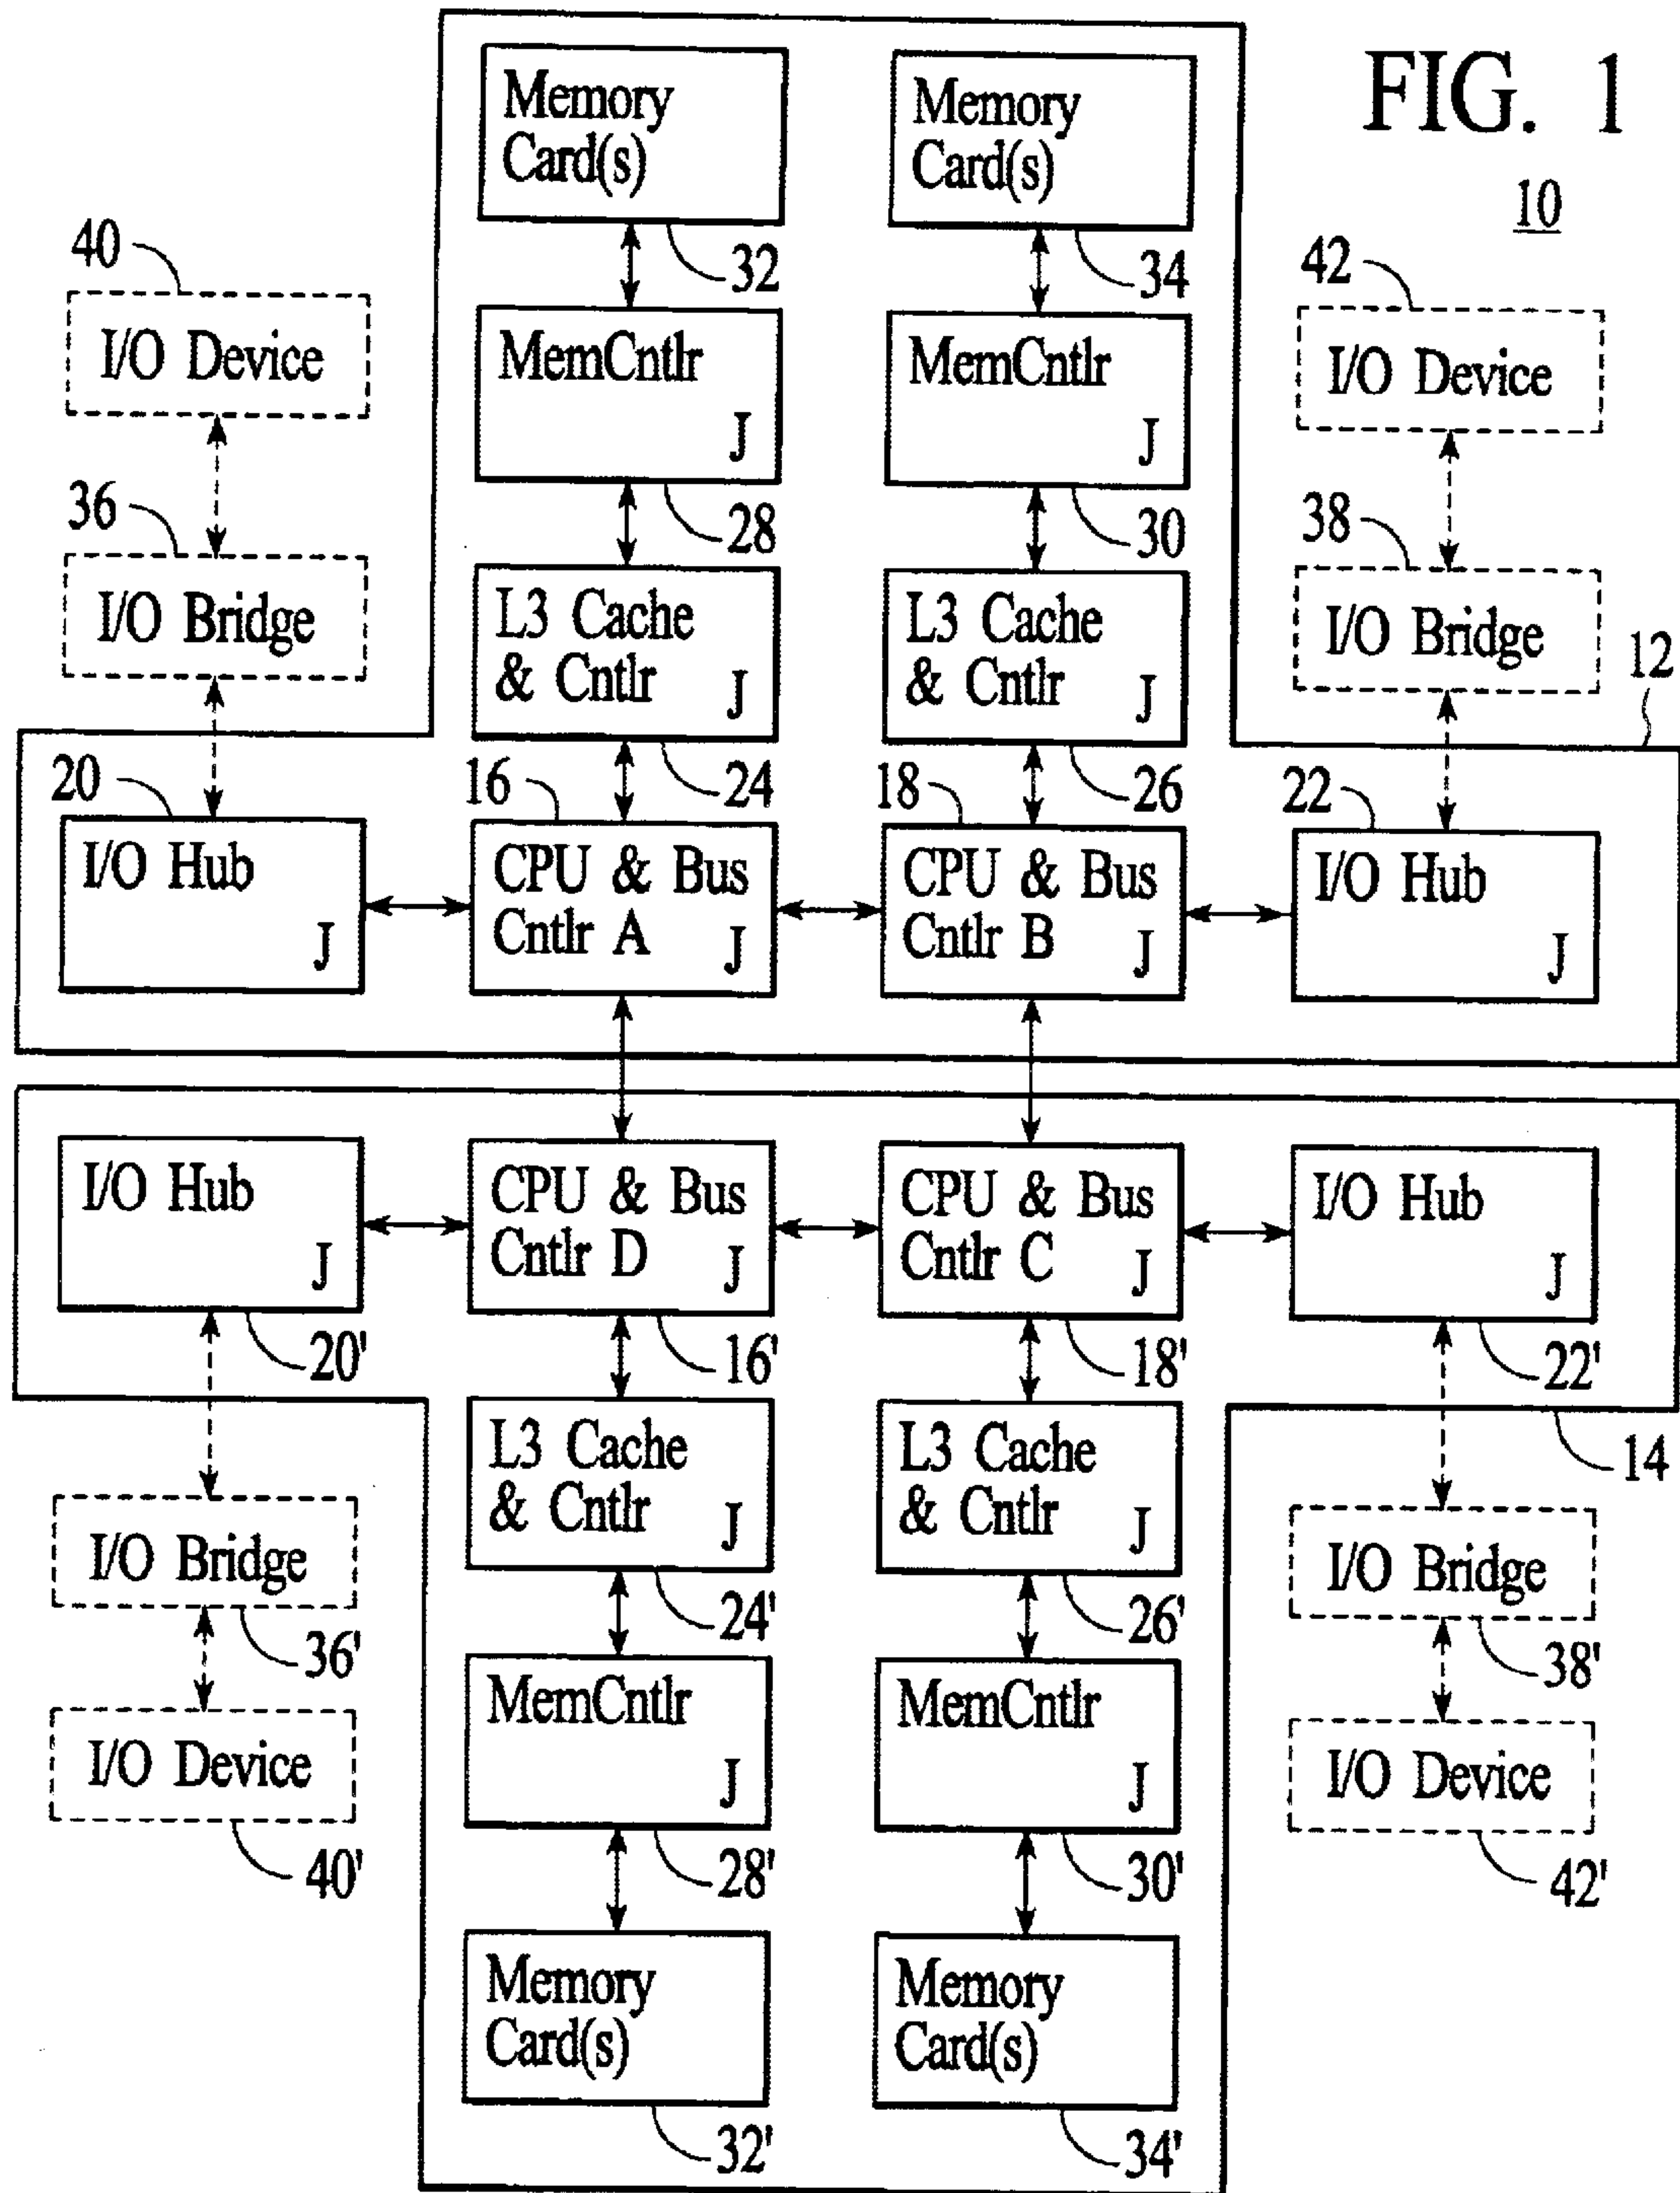 FIG. 1
10
Memory
Card(s)
32
Memory
Card(s)
34
40
I/O Device
MemCntlr
J
28
MemCntlr
J
30
42
I/O Device
36
I/O Bridge
L3 Cache
& Cntlr
J
24
L3 Cache
& Cntlr
J
26
38
I/O Bridge
12
20
I/O Hub
J
16
CPU & Bus
Cntlr A
J
18
CPU & Bus
Cntlr B
J
22
I/O Hub
J
I/O Hub
J
20'
CPU & Bus
Cntlr D
J
16'
CPU & Bus
Cntlr C
J
18'
I/O Hub
J
22'
14
I/O Bridge
36'
L3 Cache
& Cntlr
J
24'
L3 Cache
& Cntlr
J
26'
I/O Bridge
38'
I/O Device
40'
MemCntlr
J
28'
MemCntlr
J
30'
I/O Device
42'
Memory
Card(s)
32'
Memory
Card(s)
34'